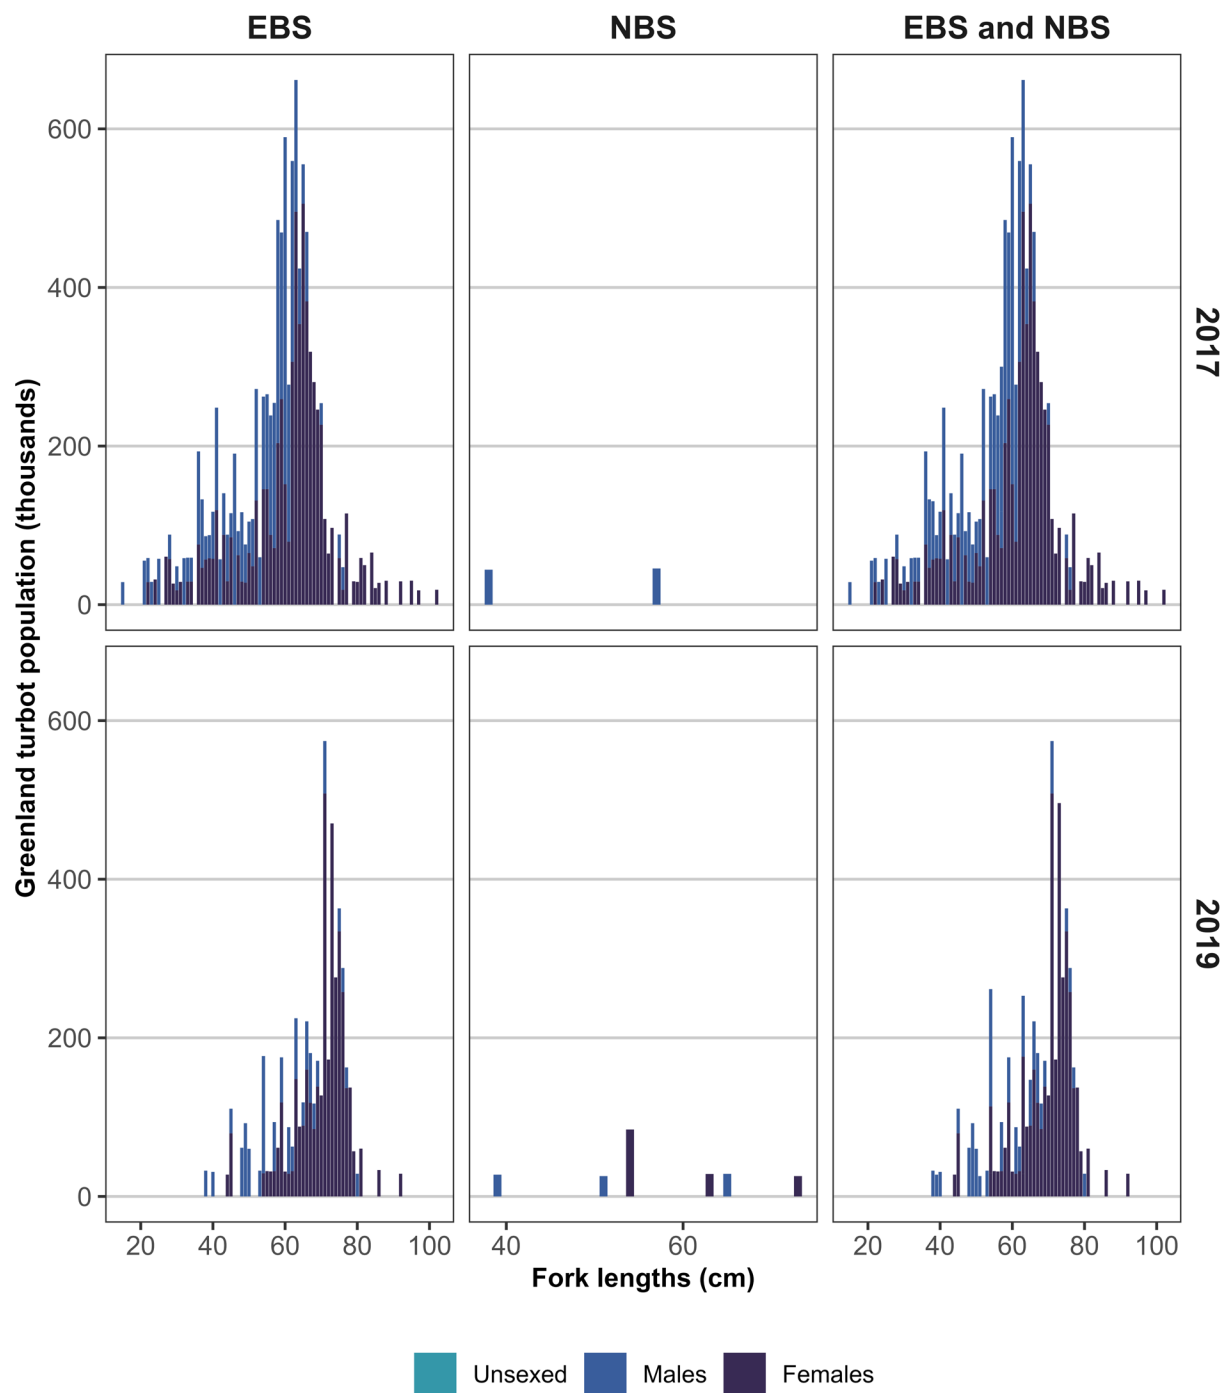 EBS NBS EBS and NBS
600
400
200
0
2017
Greenland turbot population (thousands)
600
400
200
0
2019
20 40 60 80 100 40 60 20 40 60 80 100
Fork lengths (cm)
Unsexed Males Females